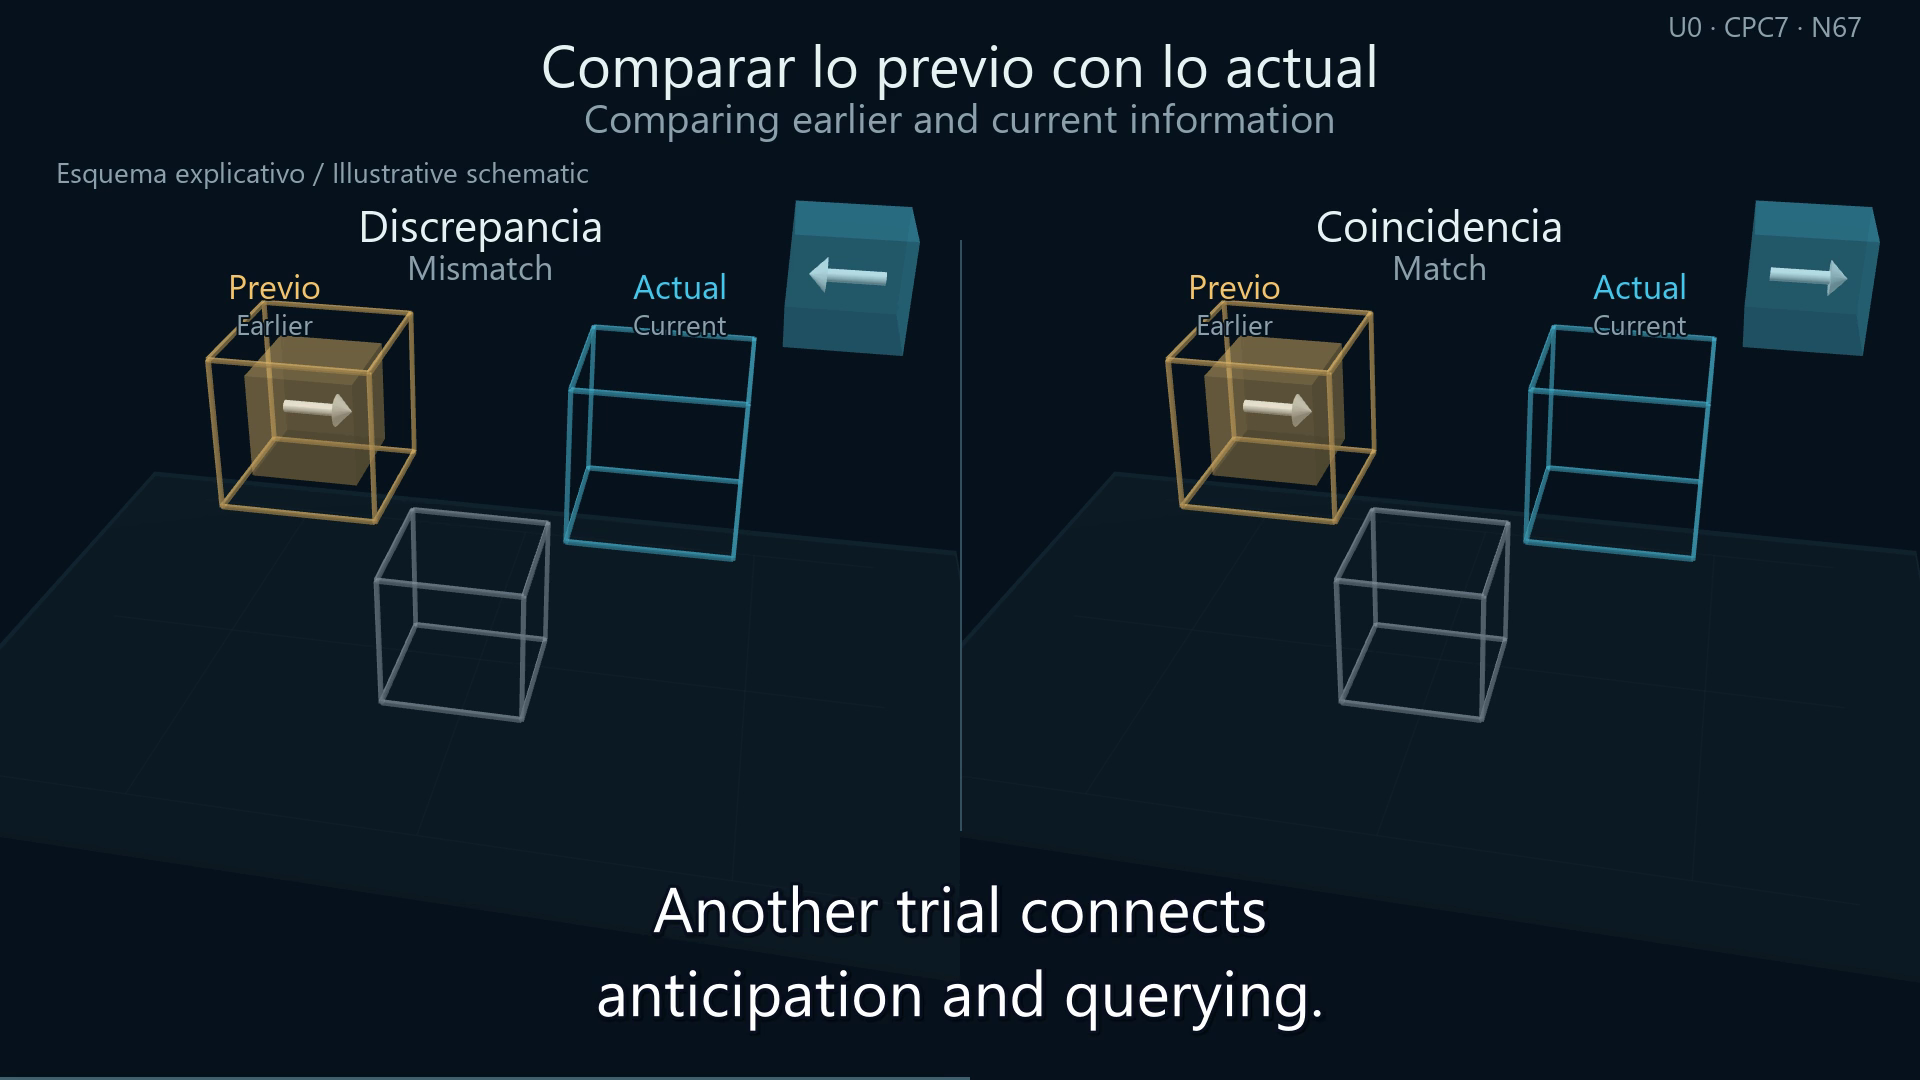 U0 · CPC7 · N67
Comparar lo previo con lo actual
Comparing earlier and current information
Esquema explicativo / Illustrative schematic
Discrepancia
Mismatch
Previo
Earlier
Actual
Current
Coincidencia
Match
Previo
Earlier
Actual
Current
Another trial connects
anticipation and querying.